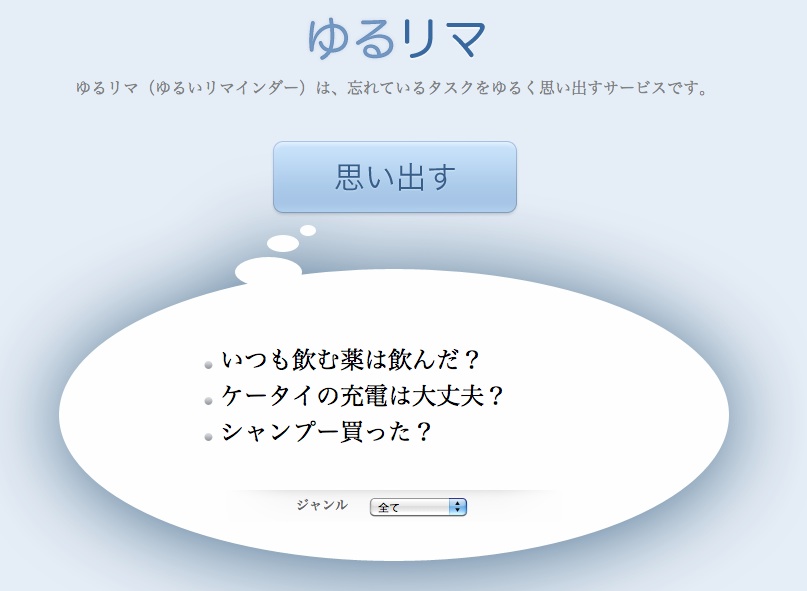 ゆるリマ
ゆるリマ（ゆるいリマインダー）は、忘れているタスクをゆるく思い出すサービスです。
思い出す
いつも飲む薬は飲んだ？
ケータイの充電は大丈夫？
シャンプー買った？
ジャンル 全て